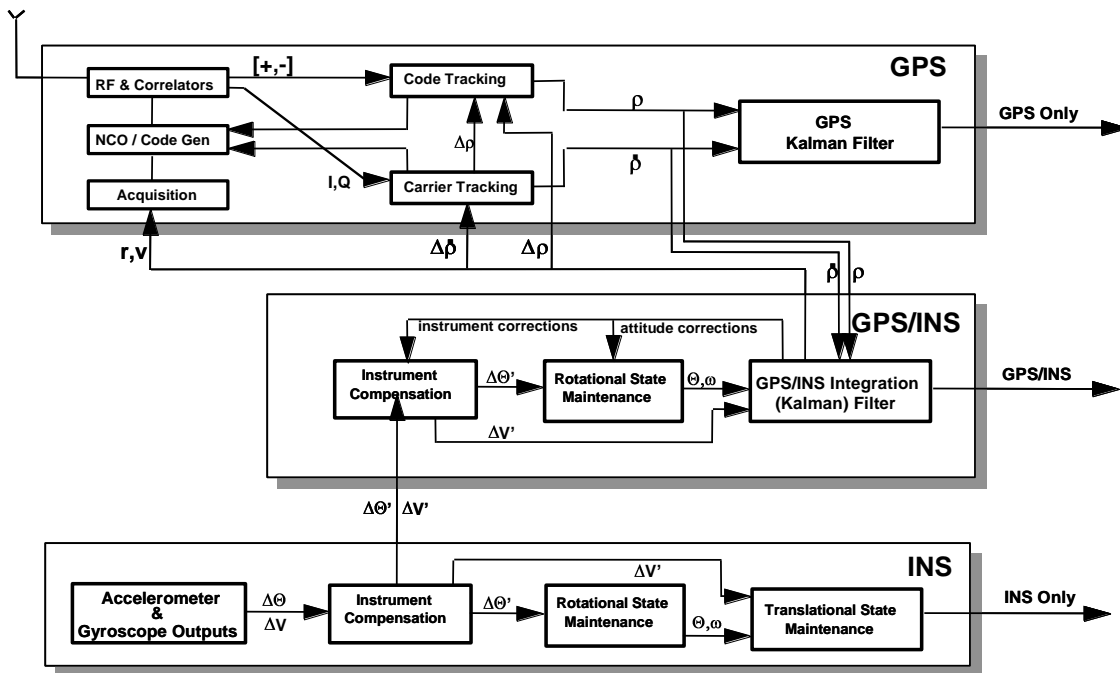 GPS
[+,-]
RF & Correlators
Code Tracking
ρ
GPS
Kalman Filter
GPS Only
NCO / Code Gen
Δρ
ρ̇
I,Q
Acquisition
Carrier Tracking
r,v
Δρ̇
Δρ
ρ̇
ρ
GPS/INS
instrument corrections
attitude corrections
Instrument
Compensation
ΔΘ’
Rotational State
Maintenance
Θ,ω
GPS/INS Integration
(Kalman) Filter
GPS/INS
ΔV’
ΔΘ’
ΔV’
INS
ΔV’
Accelerometer
&
Gyroscope Outputs
ΔΘ
ΔV
Instrument
Compensation
ΔΘ’
Rotational State
Maintenance
Θ,ω
Translational State
Maintenance
INS Only